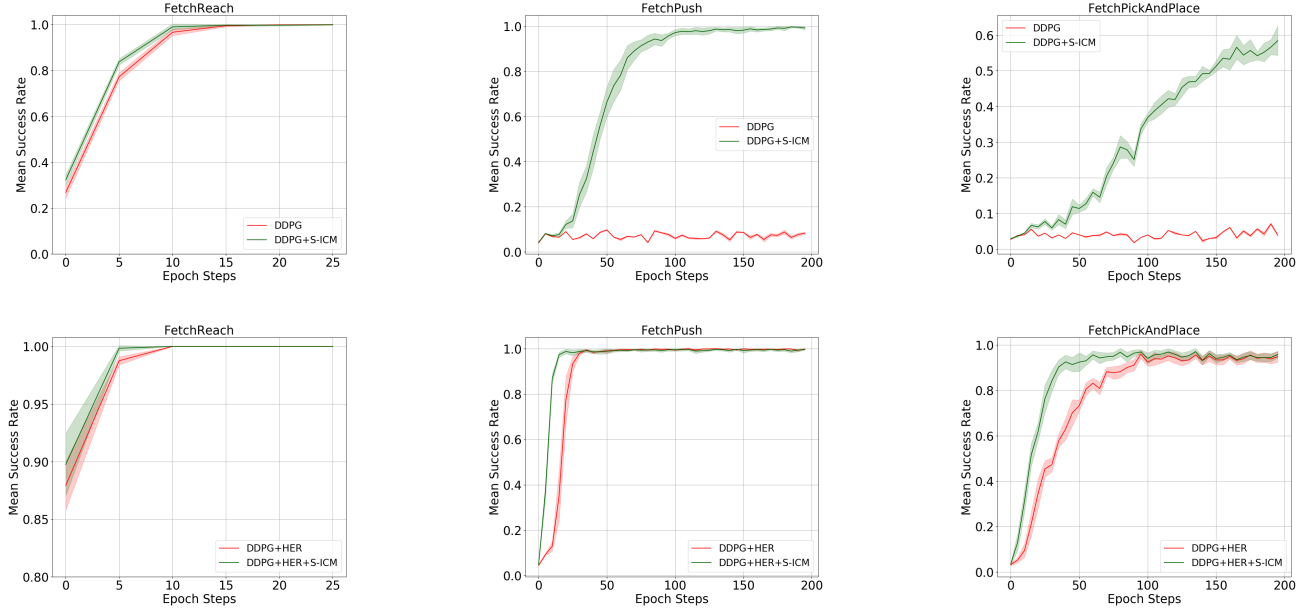 FetchReach
Mean Success Rate
1.0
0.8
0.6
0.4
0.2
0.0
DDPG
DDPG+S-ICM
0 5 10 15 20 25
Epoch Steps
FetchPush
Mean Success Rate
1.0
0.8
0.6
0.4
0.2
0.0
DDPG
DDPG+S-ICM
0 50 100 150 200
Epoch Steps
FetchPickAndPlace
Mean Success Rate
0.6
0.5
0.4
0.3
0.2
0.1
0.0
DDPG
DDPG+S-ICM
0 50 100 150 200
Epoch Steps
FetchReach
Mean Success Rate
1.00
0.95
0.90
0.85
0.80
DDPG+HER
DDPG+HER+S-ICM
0 5 10 15 20 25
Epoch Steps
FetchPush
Mean Success Rate
1.0
0.8
0.6
0.4
0.2
0.0
DDPG+HER
DDPG+HER+S-ICM
0 50 100 150 200
Epoch Steps
FetchPickAndPlace
Mean Success Rate
1.0
0.8
0.6
0.4
0.2
0.0
DDPG+HER
DDPG+HER+S-ICM
0 50 100 150 200
Epoch Steps